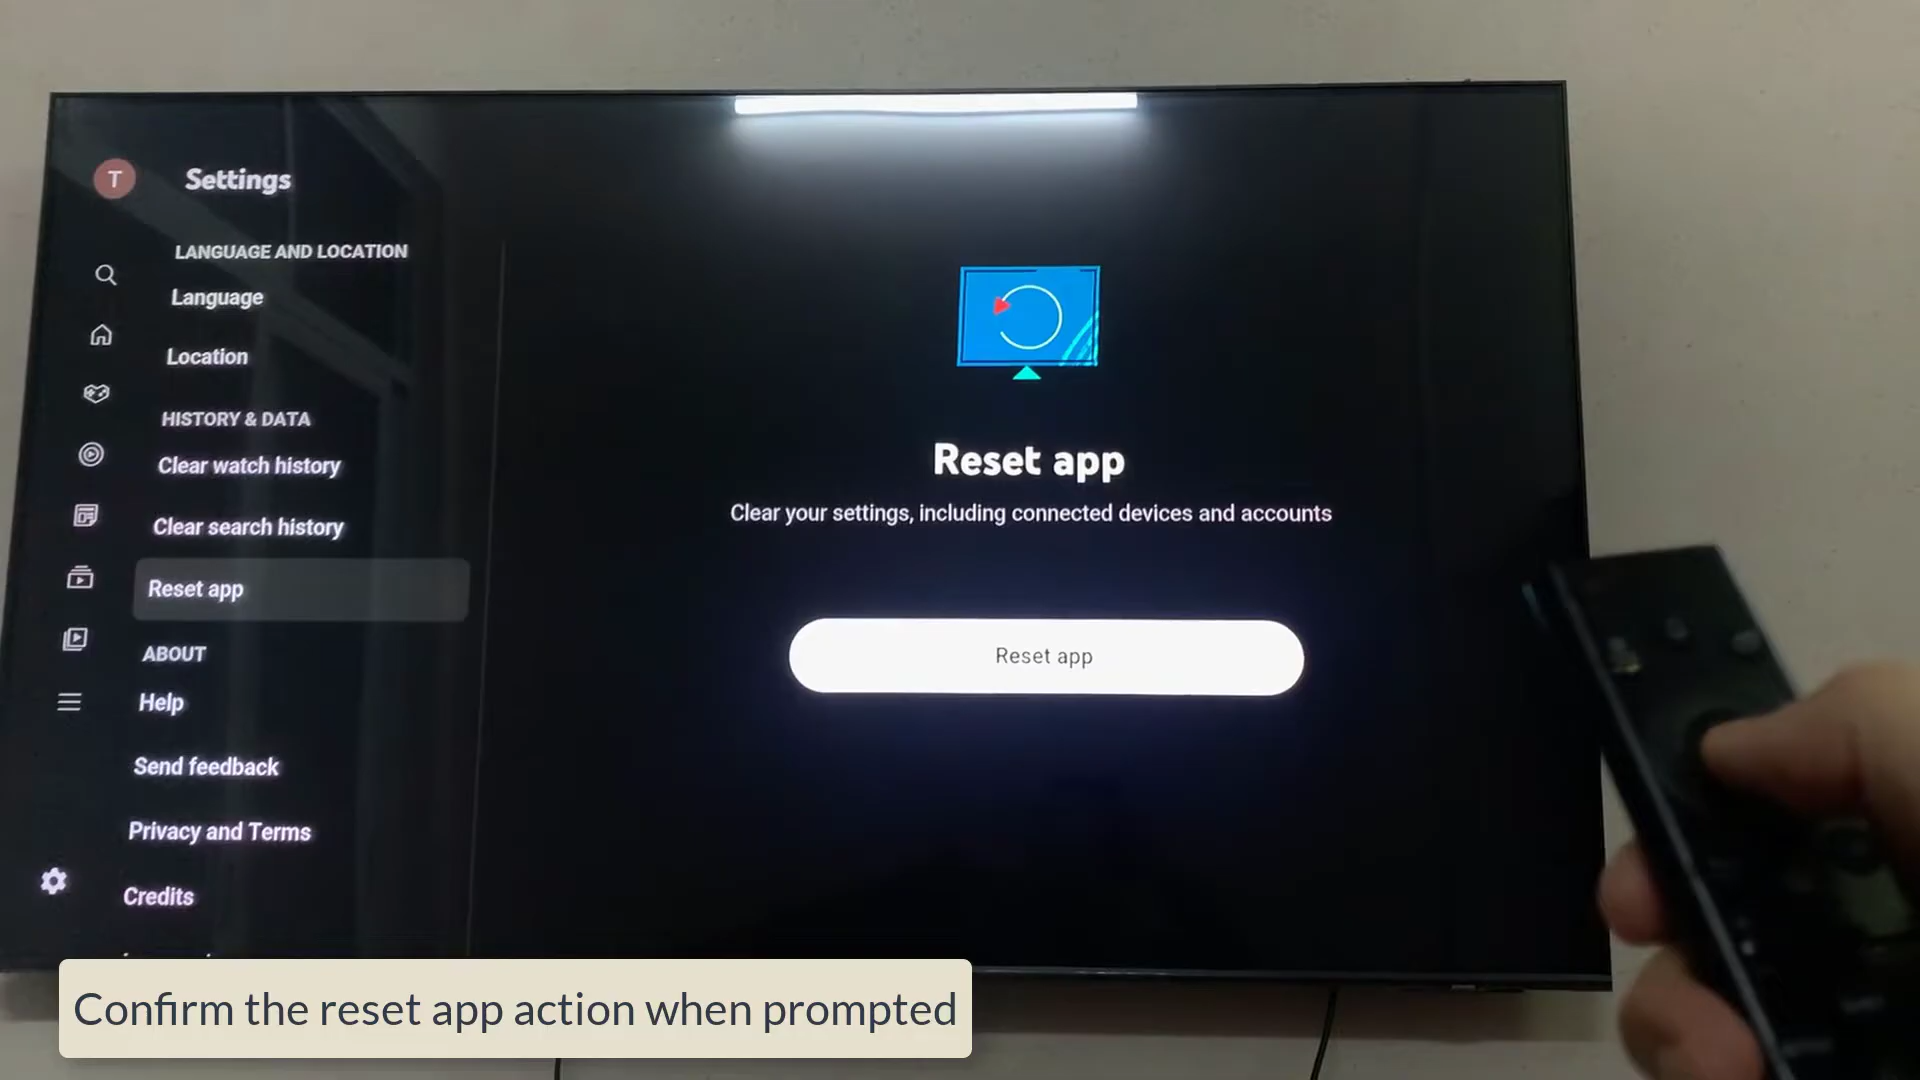 T
Settings
LANGUAGE AND LOCATION
Language
Location
HISTORY & DATA
Clear watch history
Clear search history
Reset app
ABOUT
Help
Send feedback
Privacy and Terms
Credits
Reset app
Clear your settings, including connected devices and accounts
Reset app
Confirm the reset app action when prompted